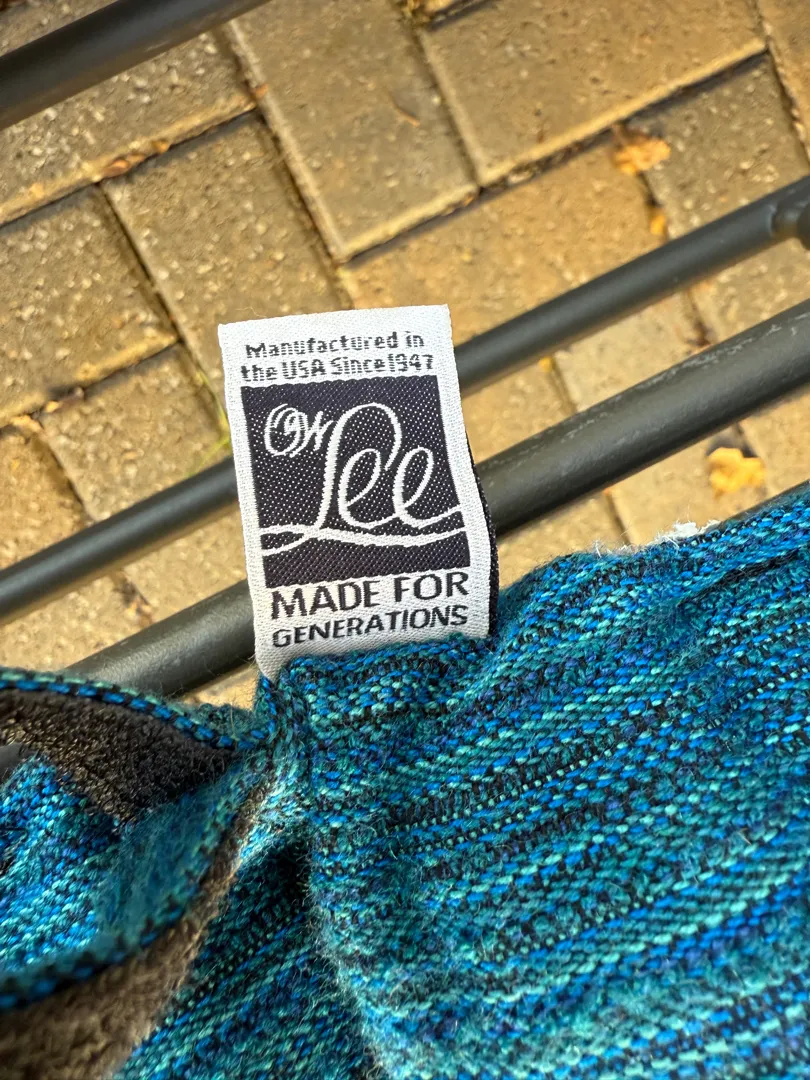 Manufactured in
the USA Since 1947
OW Lee
MADE FOR
GENERATIONS